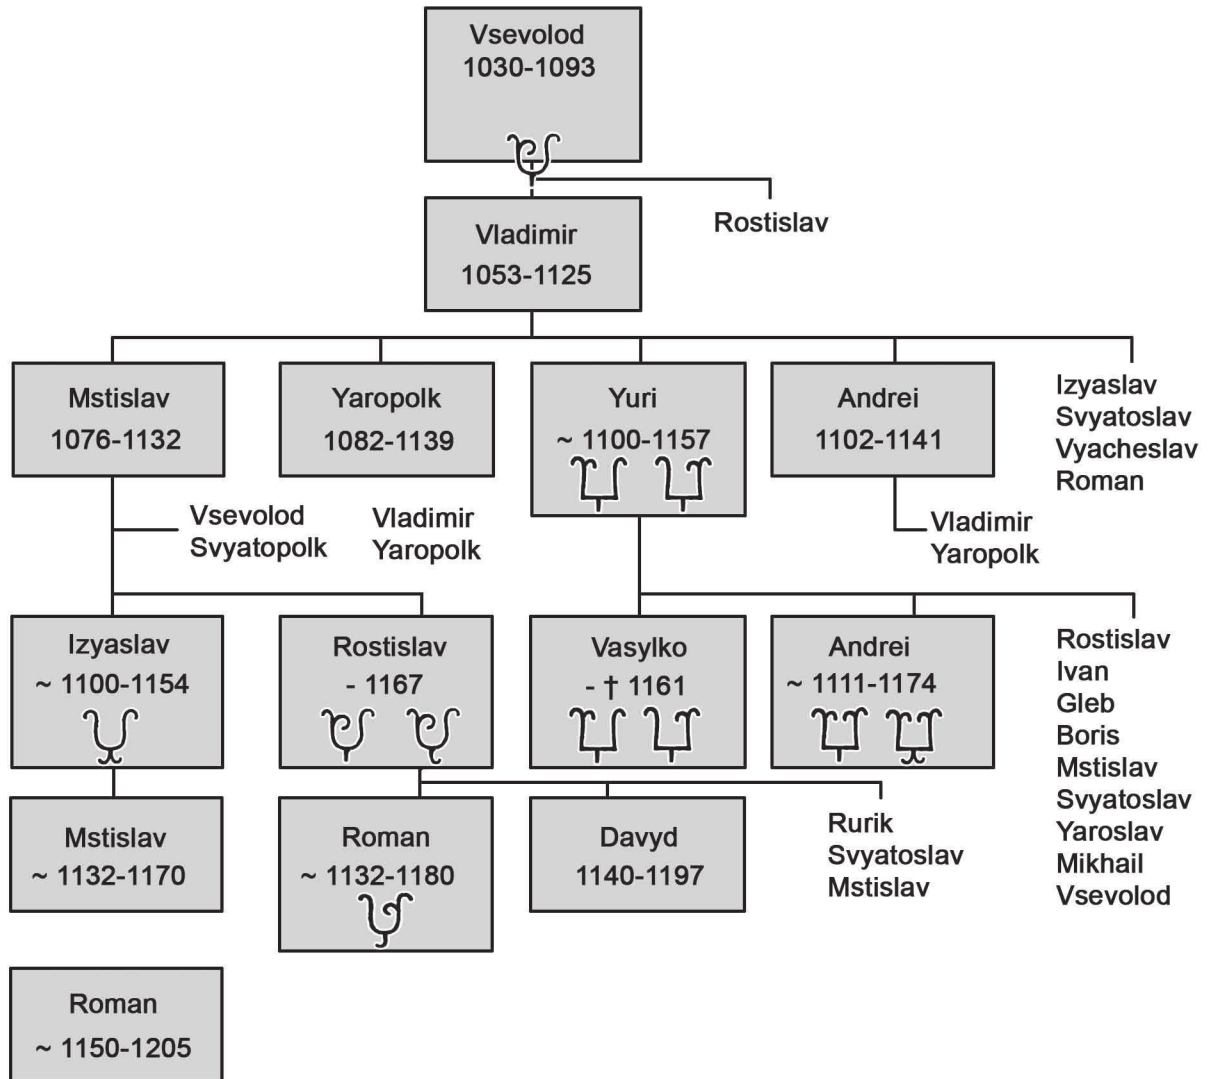 Vsevolod
1030-1093
Rostislav
Vladimir
1053-1125
Mstislav
1076-1132
Yaropolk
1082-1139
Yuri
~ 1100-1157
Andrei
1102-1141
Izyaslav
Svyatoslav
Vyacheslav
Roman
Vsevolod
Svyatopolk
Vladimir
Yaropolk
Vladimir
Yaropolk
Izyaslav
~ 1100-1154
Rostislav
- 1167
Vasylko
- † 1161
Andrei
~ 1111-1174
Rostislav
Ivan
Gleb
Boris
Mstislav
Svyatoslav
Yaroslav
Mikhail
Vsevolod
Mstislav
~ 1132-1170
Roman
~ 1132-1180
Davyd
1140-1197
Rurik
Svyatoslav
Mstislav
Roman
~ 1150-1205